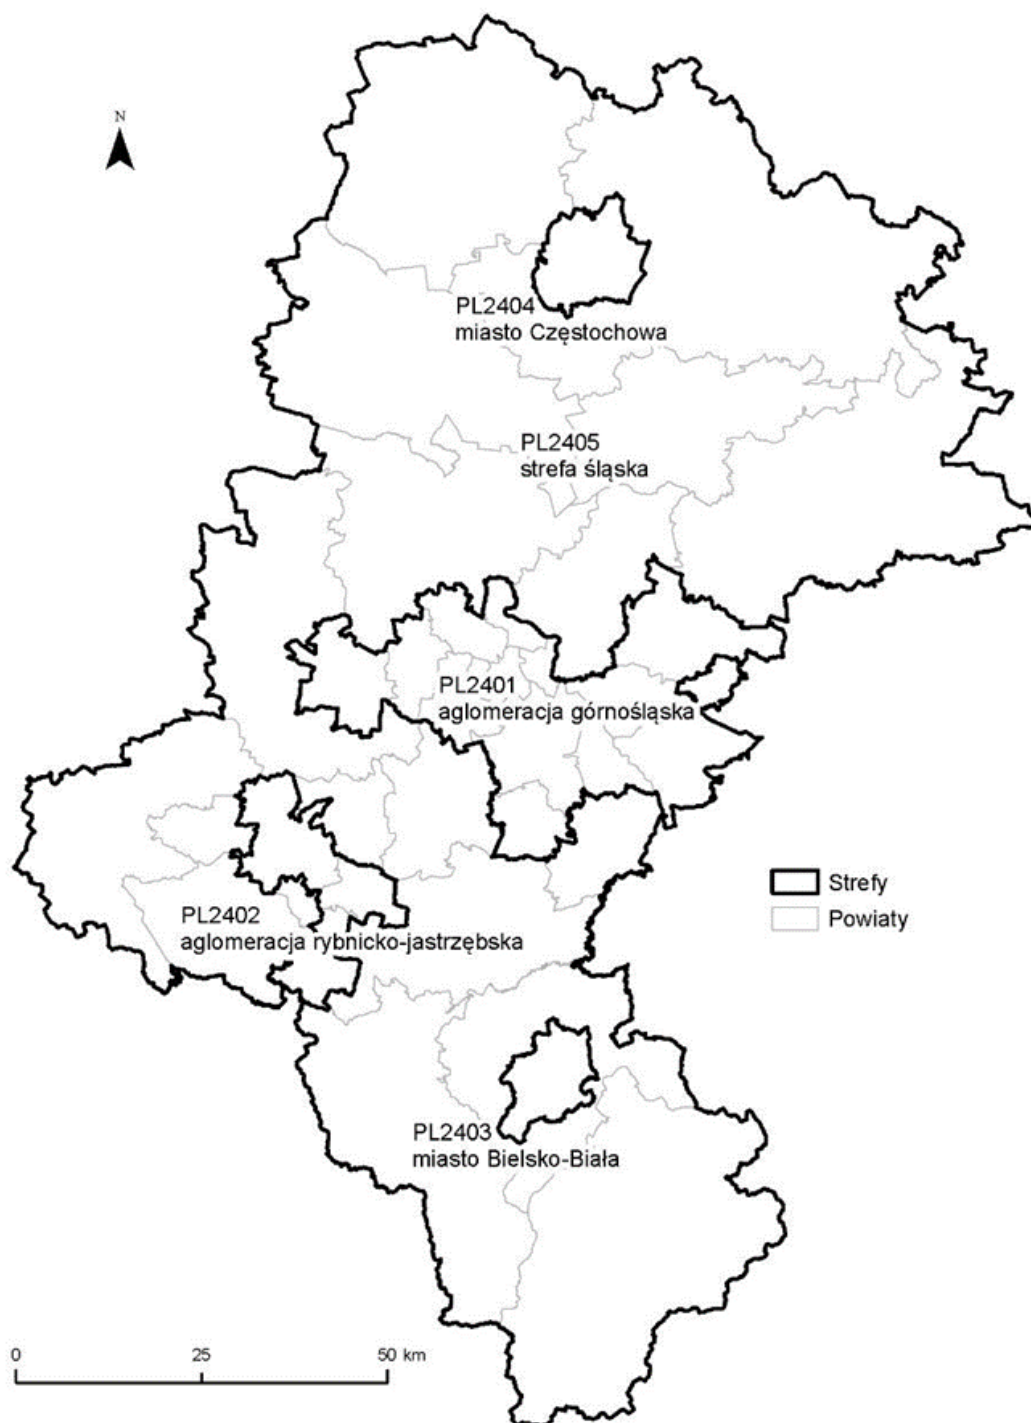 N
PL2404
miasto Częstochowa
PL2405
strefa śląska
PL2401
aglomeracja górnośląska
Strefy
Powiaty
PL2402
aglomeracja rybnicko-jastrzębska
PL2403
miasto Bielsko-Biała
0 25 50 km